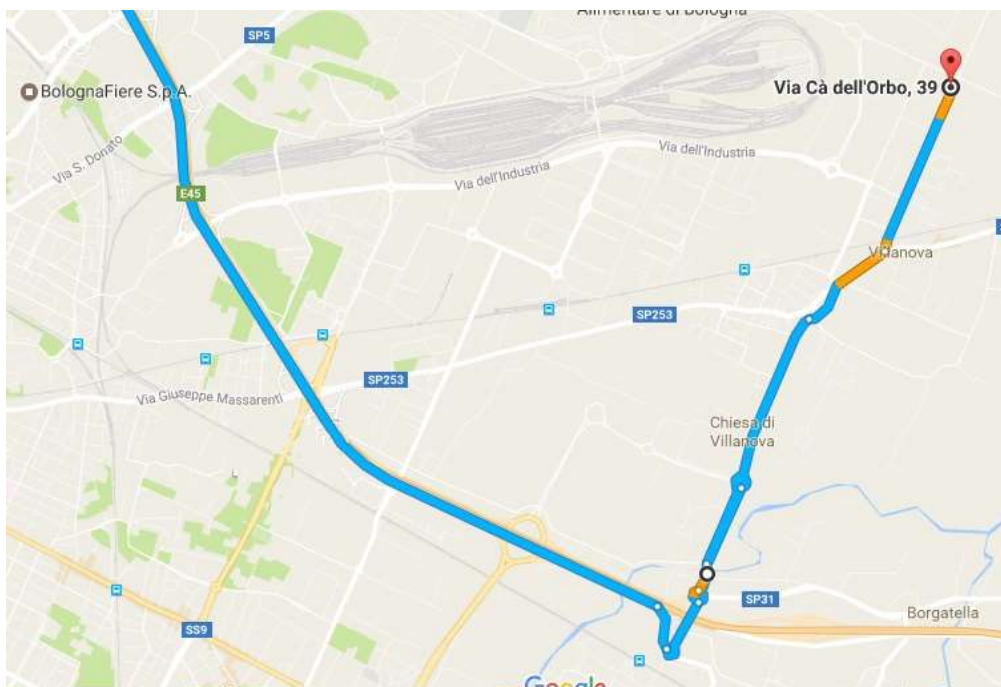 Alimentare di Bologna
SP5
BolognaFiere S.p.A.
Via Cà dell'Orbo, 39
Via S. Donato
Via dell'Industria
Via dell'Industria
E45
Villanova
SP253
SP253
Via Giuseppe Massarenti
Chiesa di
Villanova
SP31
Borgatella
SS9
Google